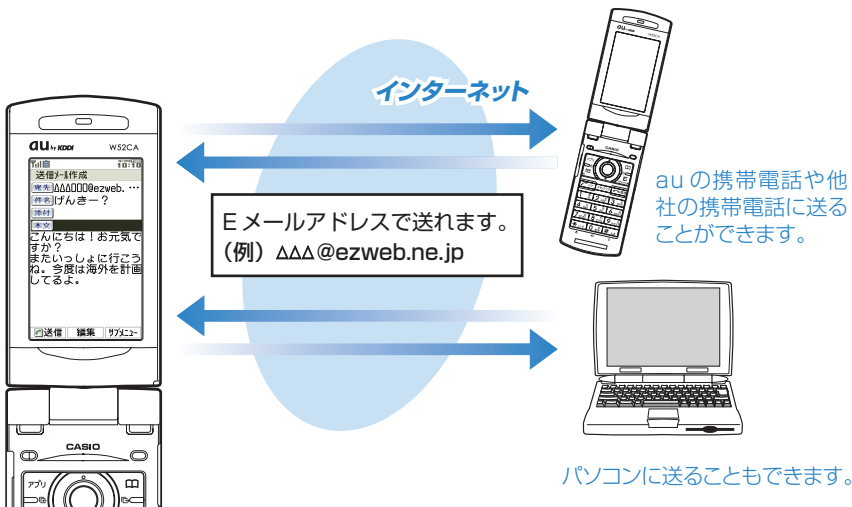 インターネット
au by KDDI
W52CA
10:10
送信メール作成
宛先 △△△□□□@ezweb. …
件名 げんきー？
添付
本文
こんにちは！お元気で
すか？
またいっしょに行こう
ね。今度は海外を計画
してるよ。
送信 編集 サブメニュー
CASIO
アプリ
Eメールアドレスで送れます。
（例）△△△@ezweb.ne.jp
au by KDDI
W52CA
CASIO
auの携帯電話や他
社の携帯電話に送る
ことができます。
パソコンに送ることもできます。